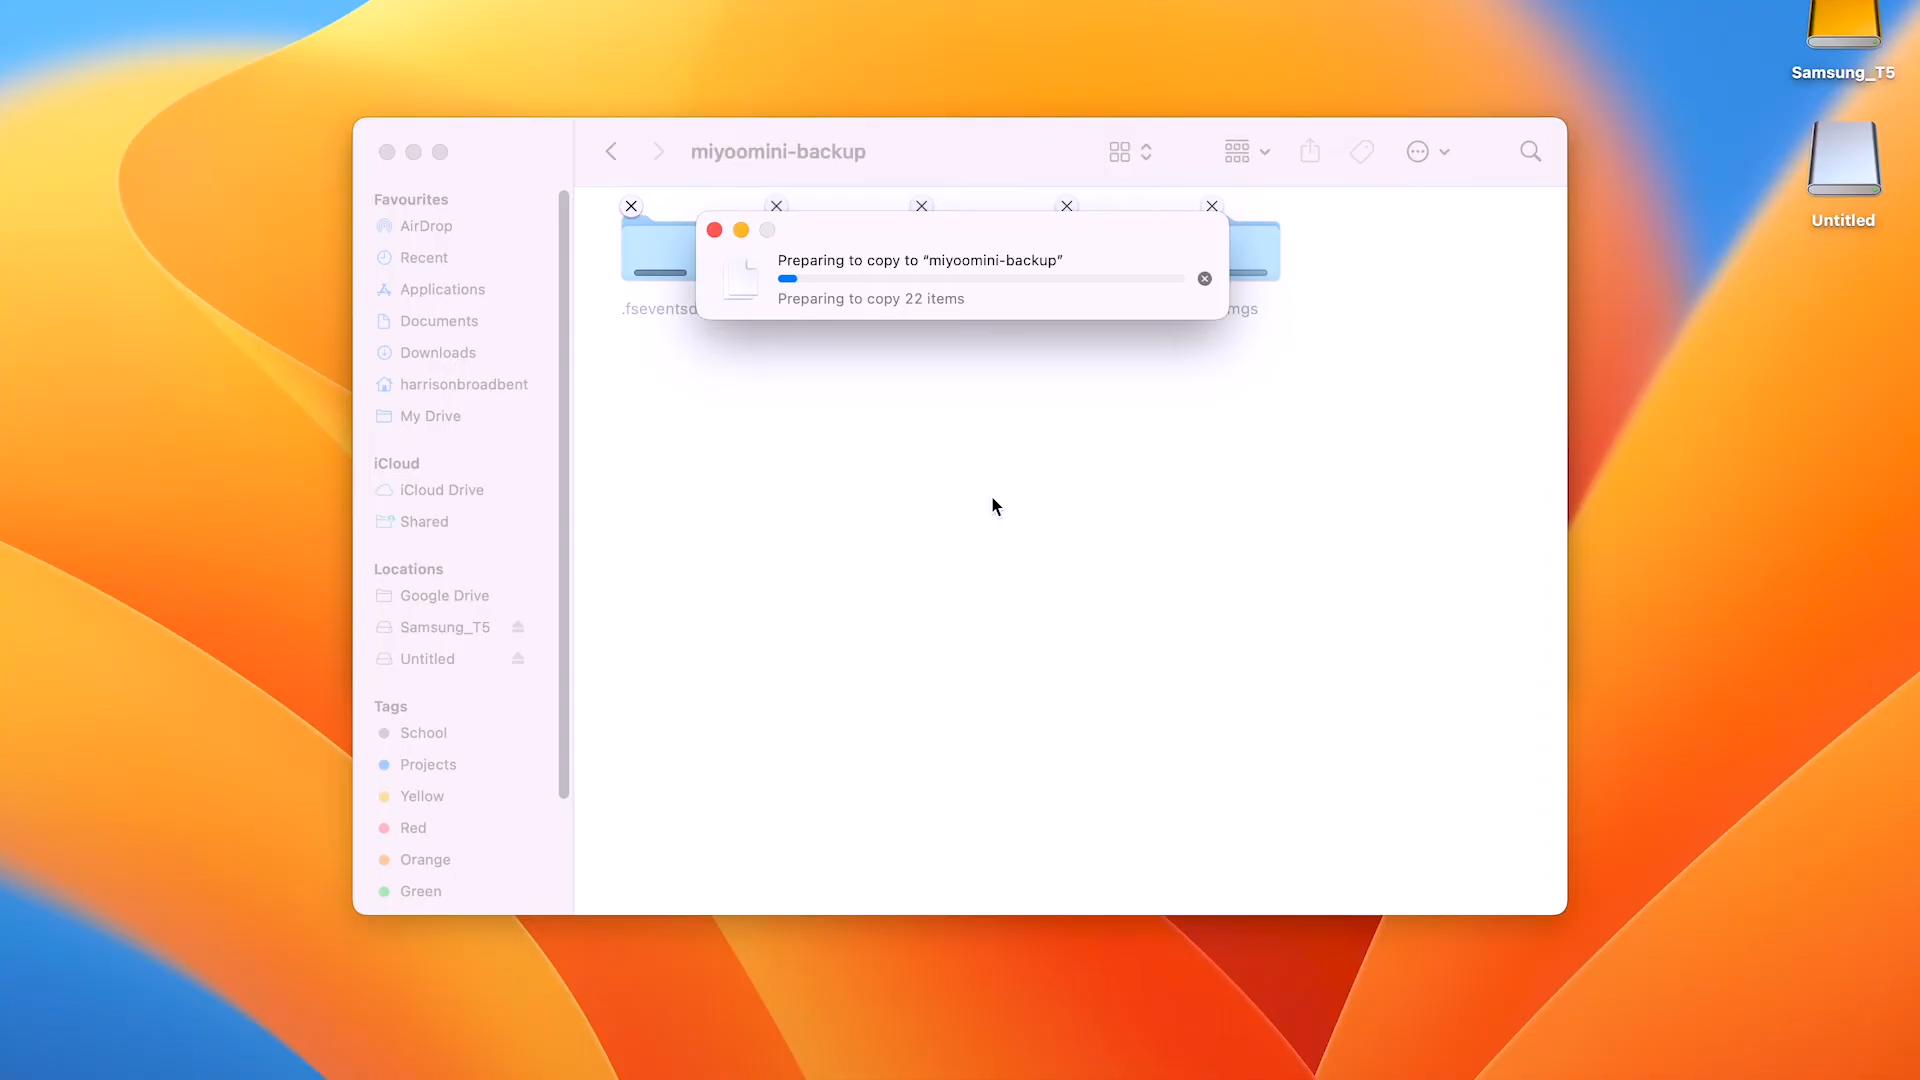 Samsung_T5
Untitled
miyoomini-backup
Favourites
AirDrop
Recent
Applications
Documents
Downloads
harrisonbroadbent
My Drive
iCloud
iCloud Drive
Shared
Locations
Google Drive
Samsung_T5
Untitled
Tags
School
Projects
Yellow
Red
Orange
Green
Preparing to copy to “miyoomini-backup”
Preparing to copy 22 items